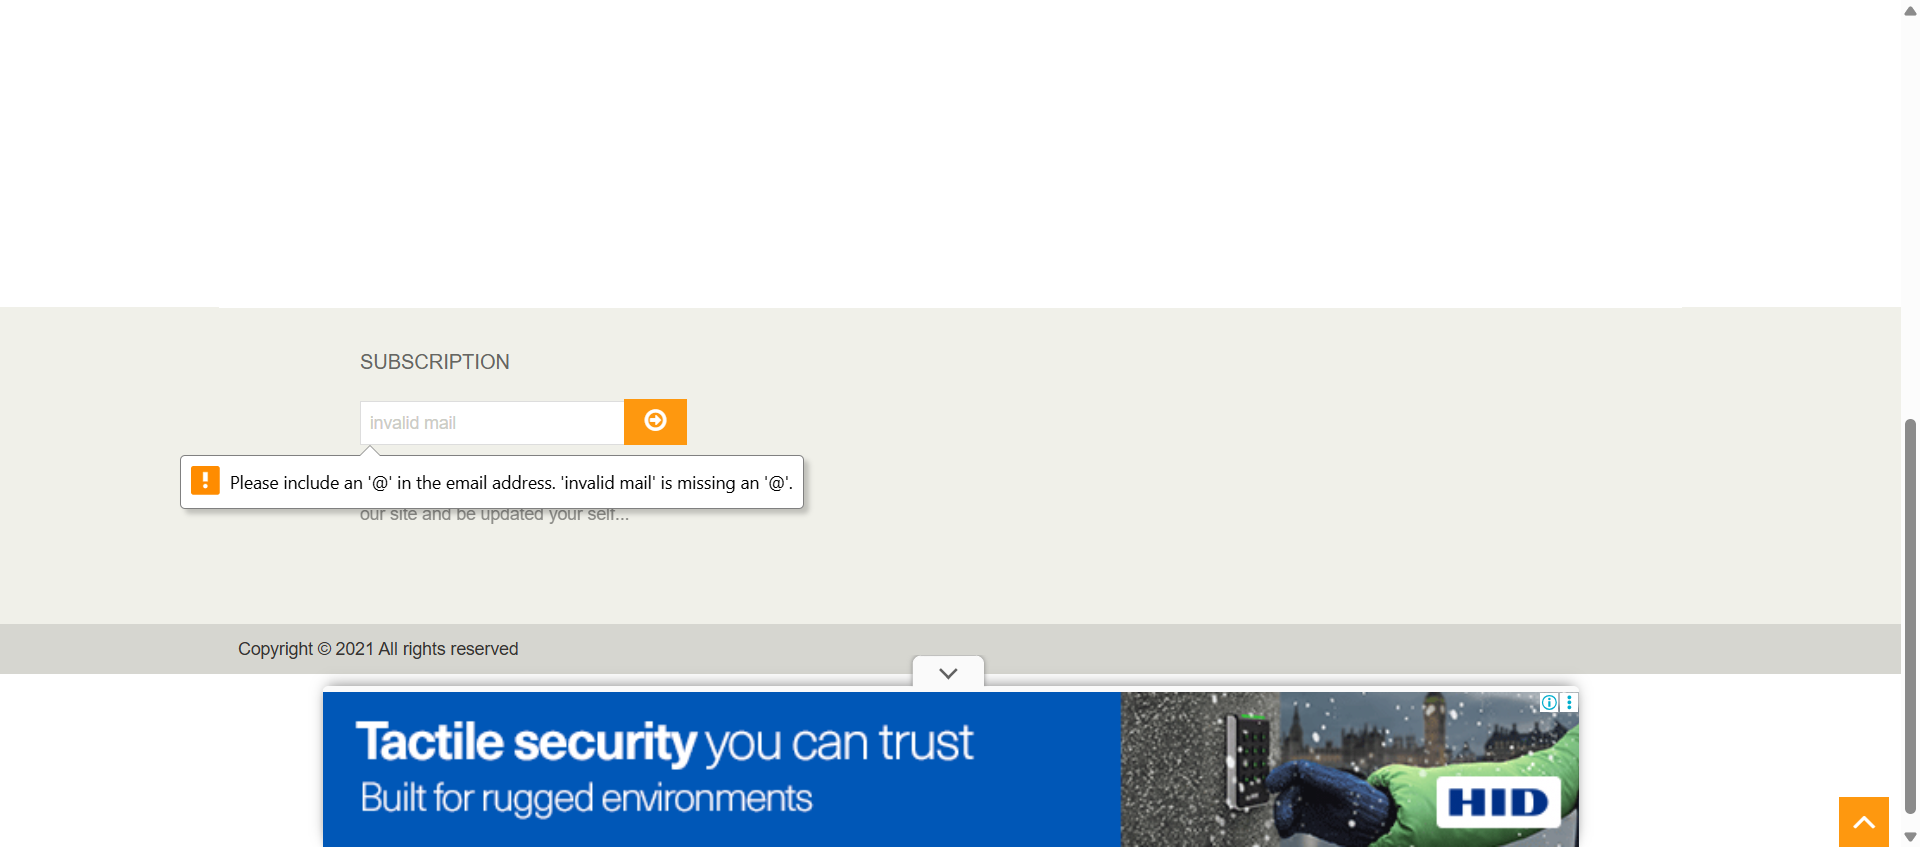 SUBSCRIPTION
invalid mail
Please include an '@' in the email address. 'invalid mail' is missing an '@'.
our site and be updated your self...
Copyright © 2021 All rights reserved
Tactile security you can trust
Built for rugged environments
HID